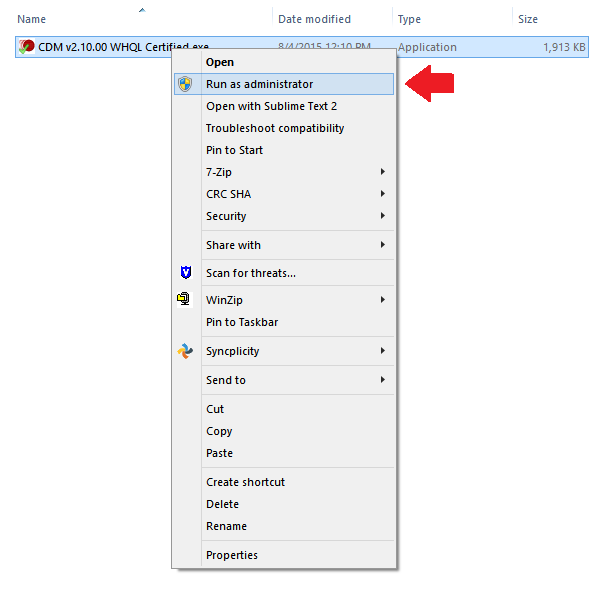 Name Date modified Type Size
CDM v2.10.00 WHQL Certified.exe 8/4/2015 12:10 PM Application 1,913 KB
Open
Run as administrator
Open with Sublime Text 2
Troubleshoot compatibility
Pin to Start
7-Zip
CRC SHA
Security
Share with
Scan for threats...
WinZip
Pin to Taskbar
Syncplicity
Send to
Cut
Copy
Paste
Create shortcut
Delete
Rename
Properties